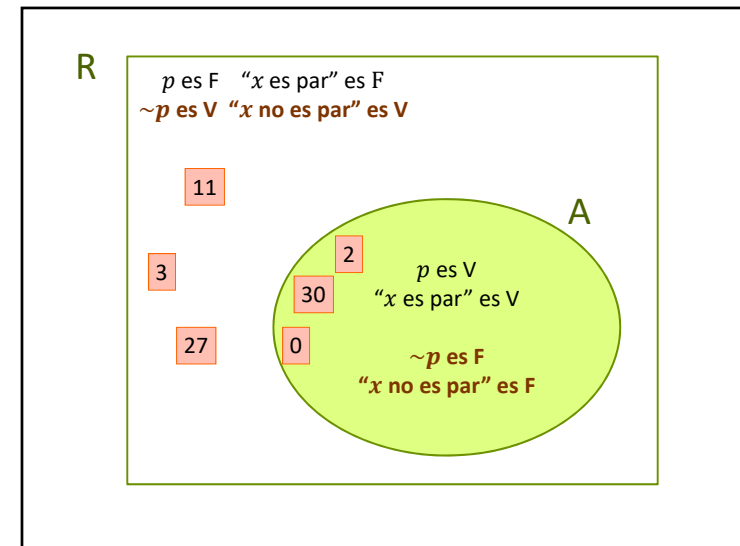 R
p es F “x es par” es F
~p es V “x no es par” es V
11
A
2
3
p es V
30
“x es par” es V
27
0
~p es F
“x no es par” es F